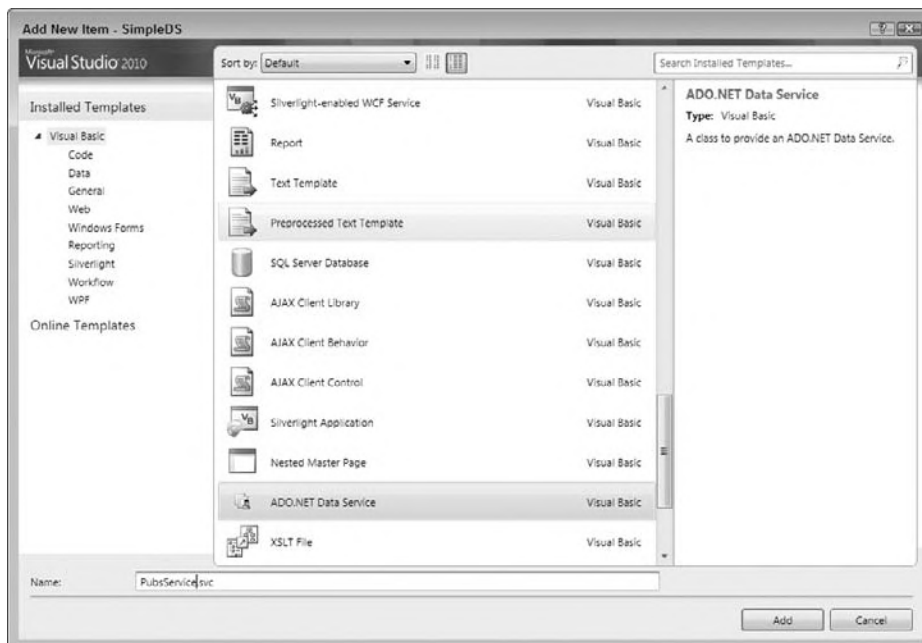 Add New Item - SimpleDS
Microsoft
Visual Studio 2010
Sort by: Default
Search Installed Templates...
Installed Templates
Visual Basic
Code
Data
General
Web
Windows Forms
Reporting
Silverlight
Workflow
WPF
Online Templates
Silverlight-enabled WCF Service Visual Basic
Report Visual Basic
Text Template Visual Basic
Preprocessed Text Template Visual Basic
SQL Server Database Visual Basic
AJAX Client Library Visual Basic
AJAX Client Behavior Visual Basic
AJAX Client Control Visual Basic
Silverlight Application Visual Basic
Nested Master Page Visual Basic
ADO.NET Data Service Visual Basic
XSLT File Visual Basic
ADO.NET Data Service
Type: Visual Basic
A class to provide an ADO.NET Data Service.
Name: PubsService.svc
Add Cancel